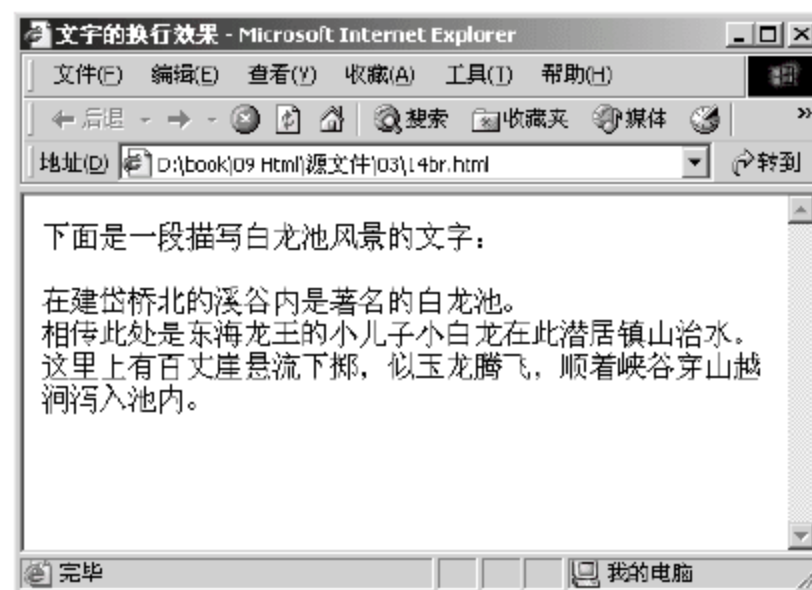 文字的换行效果 - Microsoft Internet Explorer
文件(F) 编辑(E) 查看(V) 收藏(A) 工具(T) 帮助(H)
后退 搜索 收藏夹 媒体 »
地址(D) D:\book\09 Html\源文件\03\14br.html 转到
下面是一段描写白龙池风景的文字：
在建岱桥北的溪谷内是著名的白龙池。
相传此处是东海龙王的小儿子小白龙在此潜居镇山治水。
这里上有百丈崖悬流下掷，似玉龙腾飞，顺着峡谷穿山越
涧泻入池内。
完毕 我的电脑